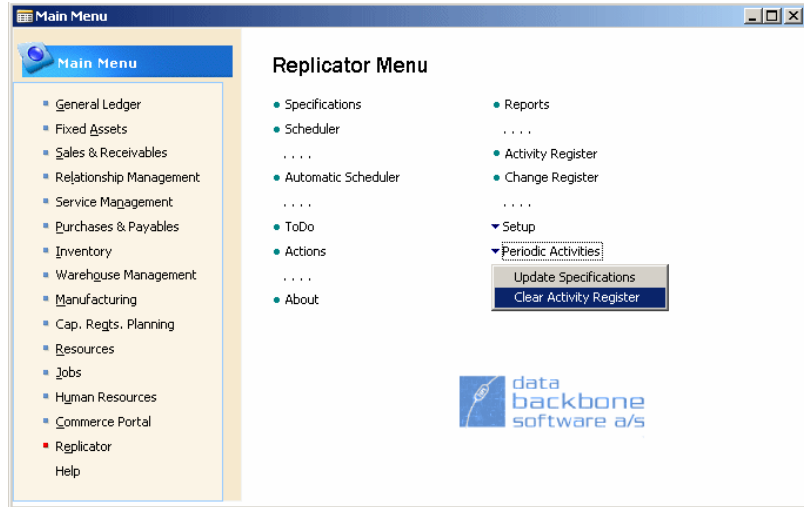 Main Menu
Main Menu
General Ledger
Fixed Assets
Sales & Receivables
Relationship Management
Service Management
Purchases & Payables
Inventory
Warehouse Management
Manufacturing
Cap. Reqts. Planning
Resources
Jobs
Human Resources
Commerce Portal
Replicator
Help
Replicator Menu
Specifications
Scheduler
. . . .
Automatic Scheduler
. . . .
ToDo
Actions
. . . .
About
Reports
. . . .
Activity Register
Change Register
. . . .
Setup
Periodic Activities
Update Specifications
Clear Activity Register
data
backbone
software a/s